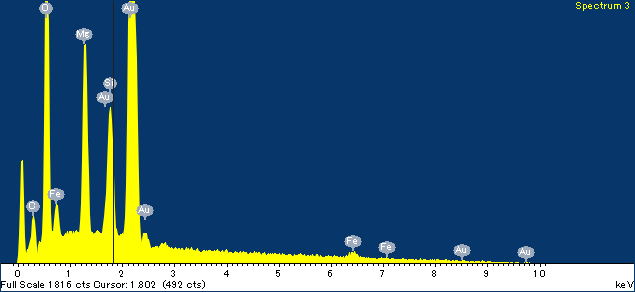 Spectrum 3
O
Au
Mg
Si
Au
Fe
O
Au
Fe
Fe
Au
Au
0 1 2 3 4 5 6 7 8 9 10
Full Scale 1816 cts Cursor: 1.802 (492 cts) keV